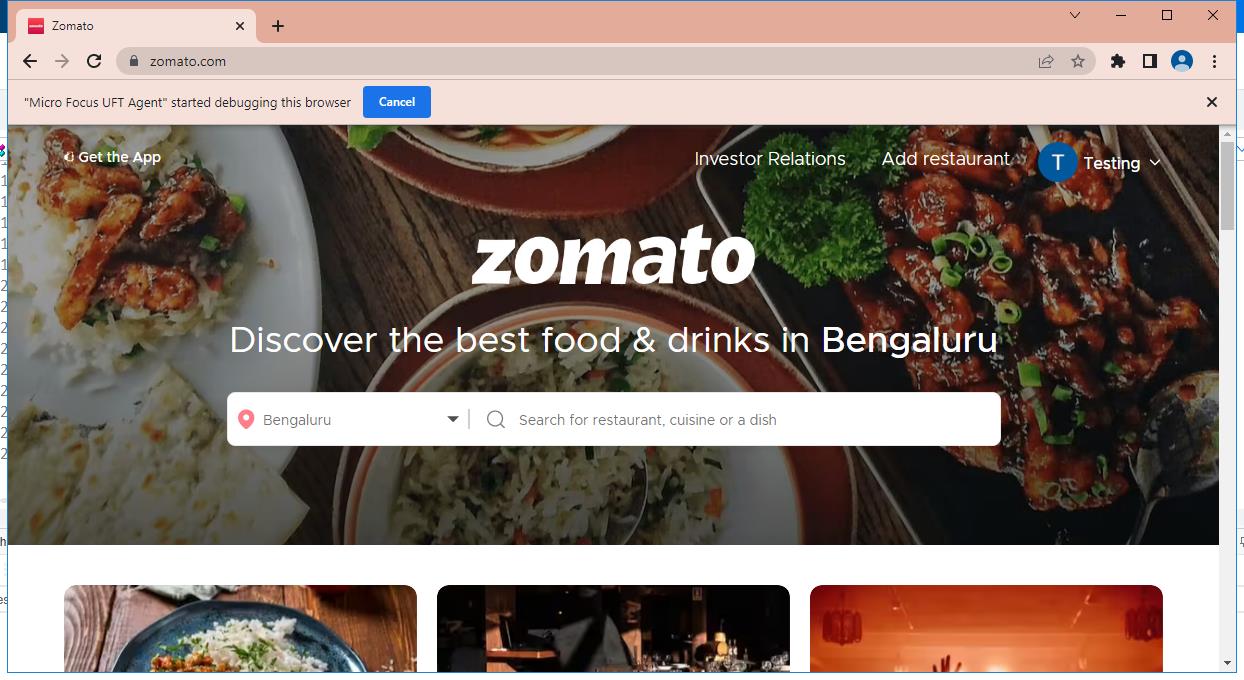 Zomato
zomato.com
"Micro Focus UFT Agent" started debugging this browser Cancel
Get the App Investor Relations Add restaurant T Testing
zomato
Discover the best food & drinks in Bengaluru
Bengaluru Search for restaurant, cuisine or a dish